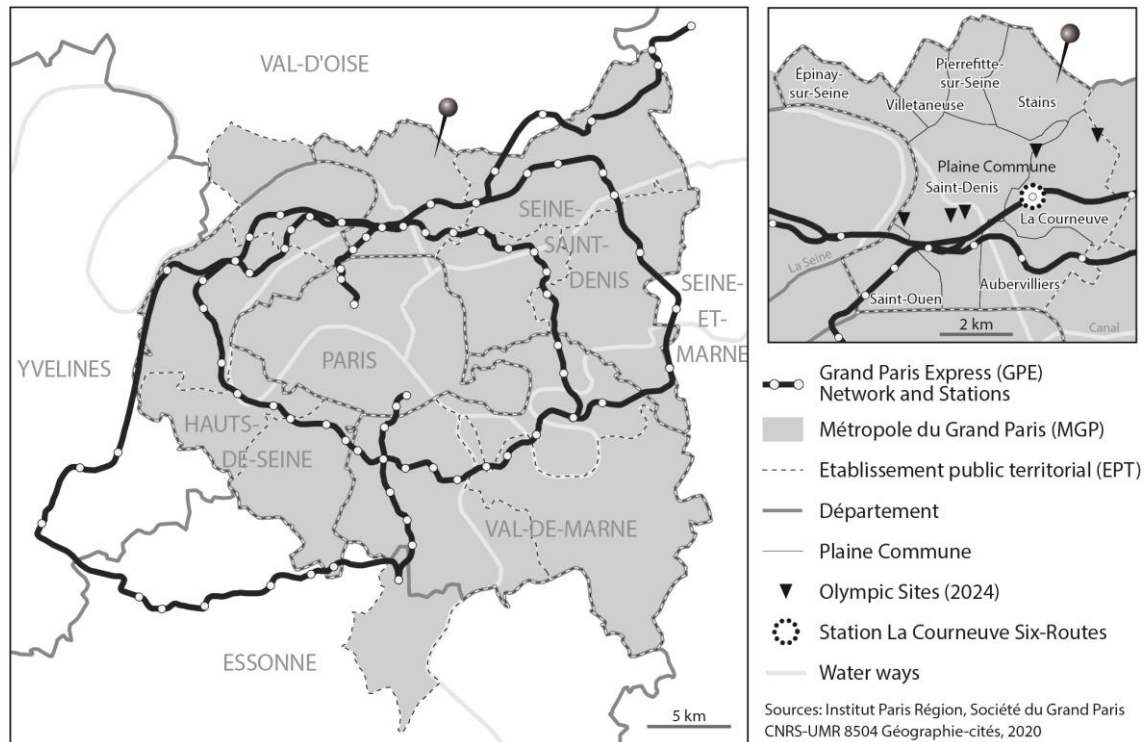 VAL-D'OISE
SEINE-
SAINT-
DENIS
SEINE-
ET-
MARNE
YVELINES
PARIS
HAUTS-
DE-SEINE
VAL-DE-MARNE
ESSONNE
5 km
Épinay-
sur-Seine
Pierrefitte-
sur-Seine
Villetaneuse
Stains
Plaine Commune
Saint-Denis
La Courneuve
La Seine
Aubervilliers
Saint-Ouen
2 km
Canal
Grand Paris Express (GPE)
Network and Stations
Métropole du Grand Paris (MGP)
Etablissement public territorial (EPT)
Département
Plaine Commune
Olympic Sites (2024)
Station La Courneuve Six-Routes
Water ways
Sources: Institut Paris Région, Société du Grand Paris
CNRS-UMR 8504 Géographie-cités, 2020